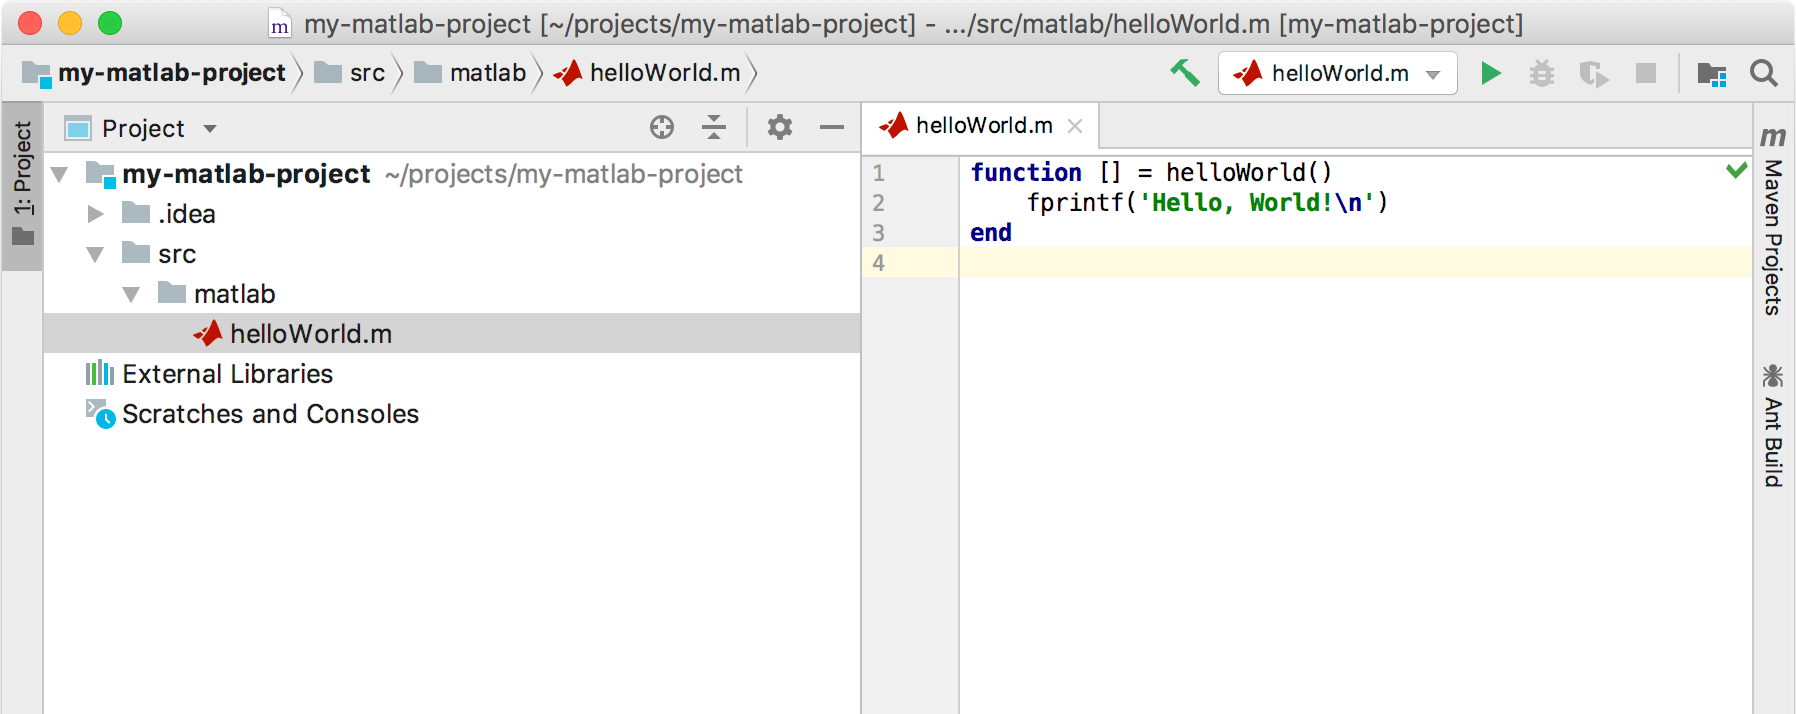 my-matlab-project [~/projects/my-matlab-project] - .../src/matlab/helloWorld.m [my-matlab-project]
my-matlab-project src matlab helloWorld.m helloWorld.m
1: Project
Project
my-matlab-project ~/projects/my-matlab-project
.idea
src
matlab
helloWorld.m
External Libraries
Scratches and Consoles
helloWorld.m
1 function [] = helloWorld()
2 fprintf('Hello, World!\n')
3 end
4
m
Maven Projects
Ant Build